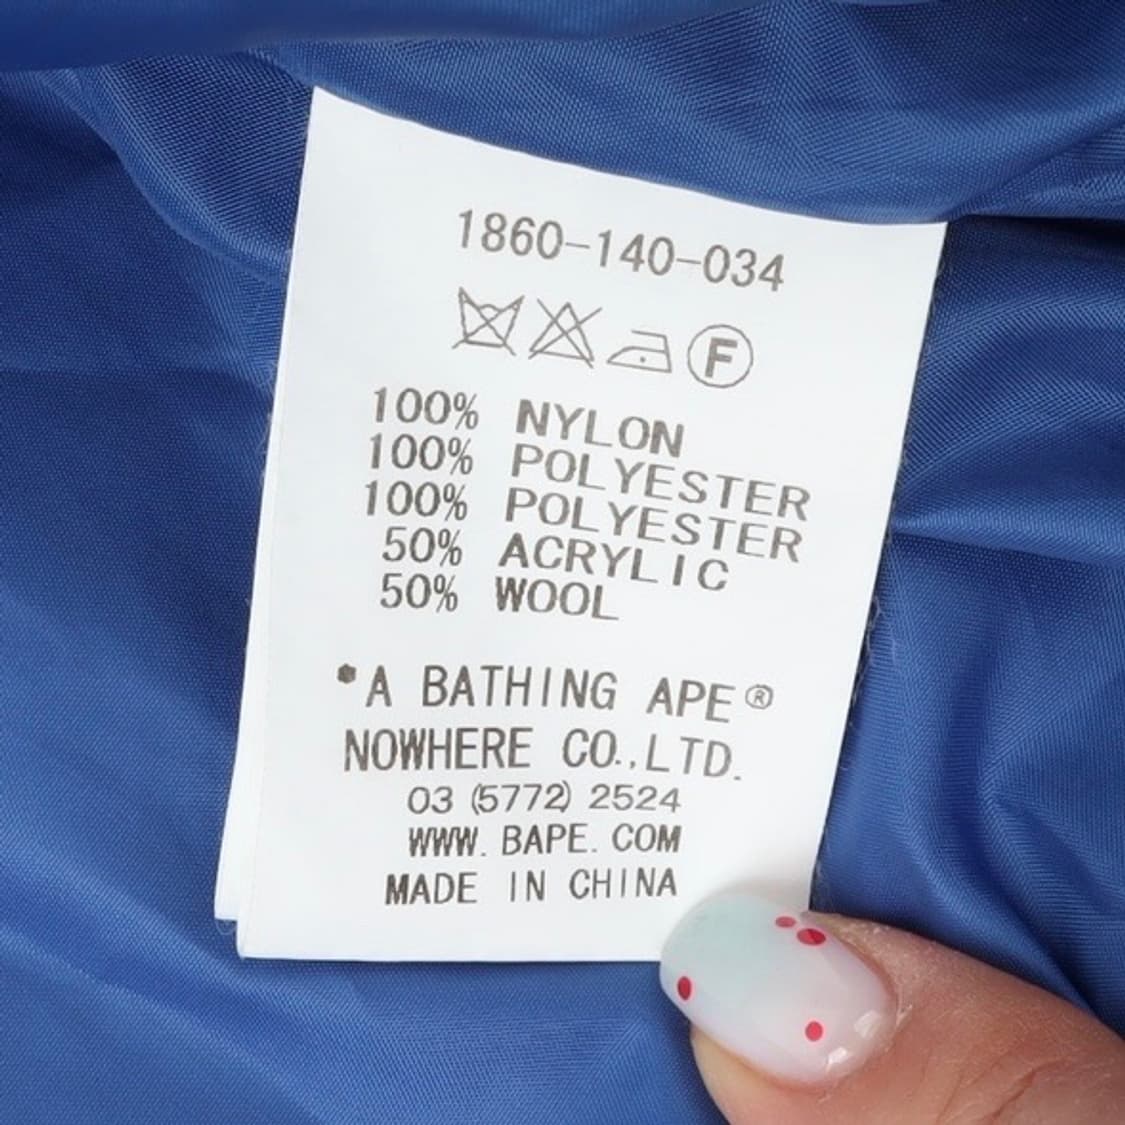 1860-140-034
F
100% NYLON
100% POLYESTER
100% POLYESTER
50% ACRYLIC
50% WOOL
*A BATHING APE®
NOWHERE CO.,LTD.
03 (5772) 2524
WWW. BAPE. COM
MADE IN CHINA